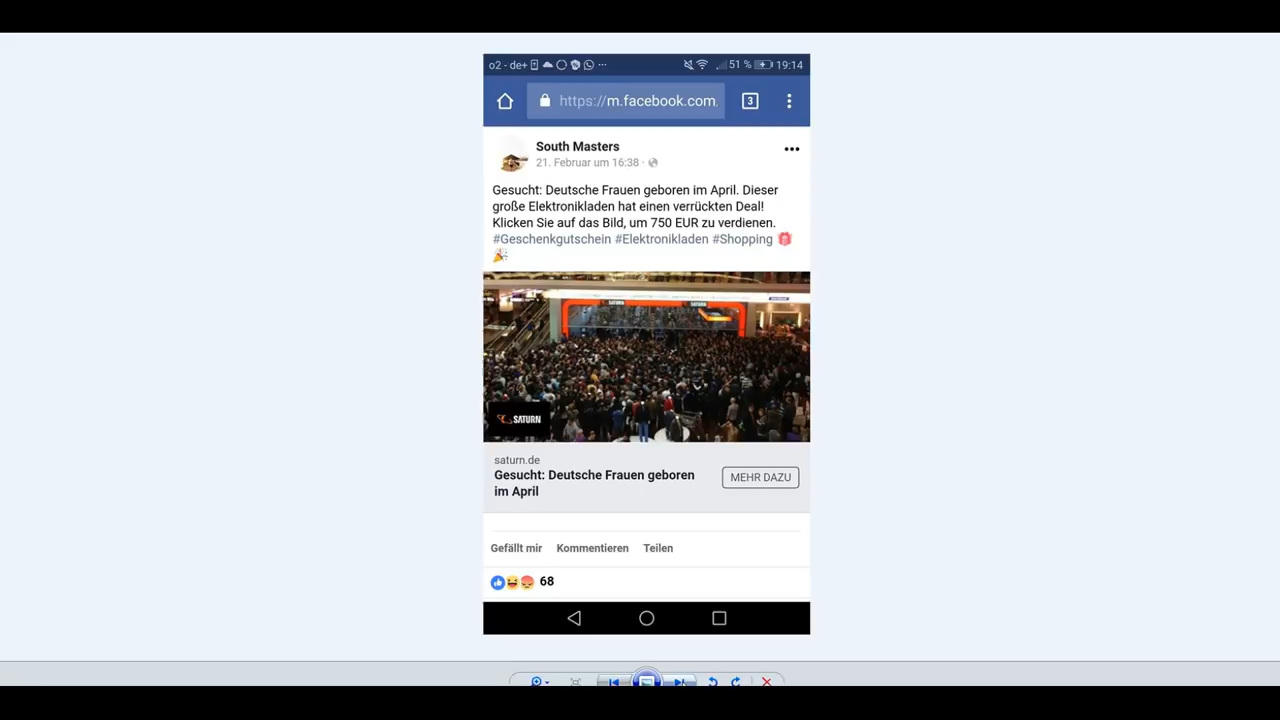 o2 - de+ ... 51 % 19:14
https://m.facebook.com. 3
South Masters
21. Februar um 16:38 ·
Gesucht: Deutsche Frauen geboren im April. Dieser
große Elektronikladen hat einen verrückten Deal!
Klicken Sie auf das Bild, um 750 EUR zu verdienen.
#Geschenkgutschein #Elektronikladen #Shopping 🎁
🎉
SATURN SATURN
SATURN
saturn.de
Gesucht: Deutsche Frauen geboren
im April
MEHR DAZU
Gefällt mir Kommentieren Teilen
68